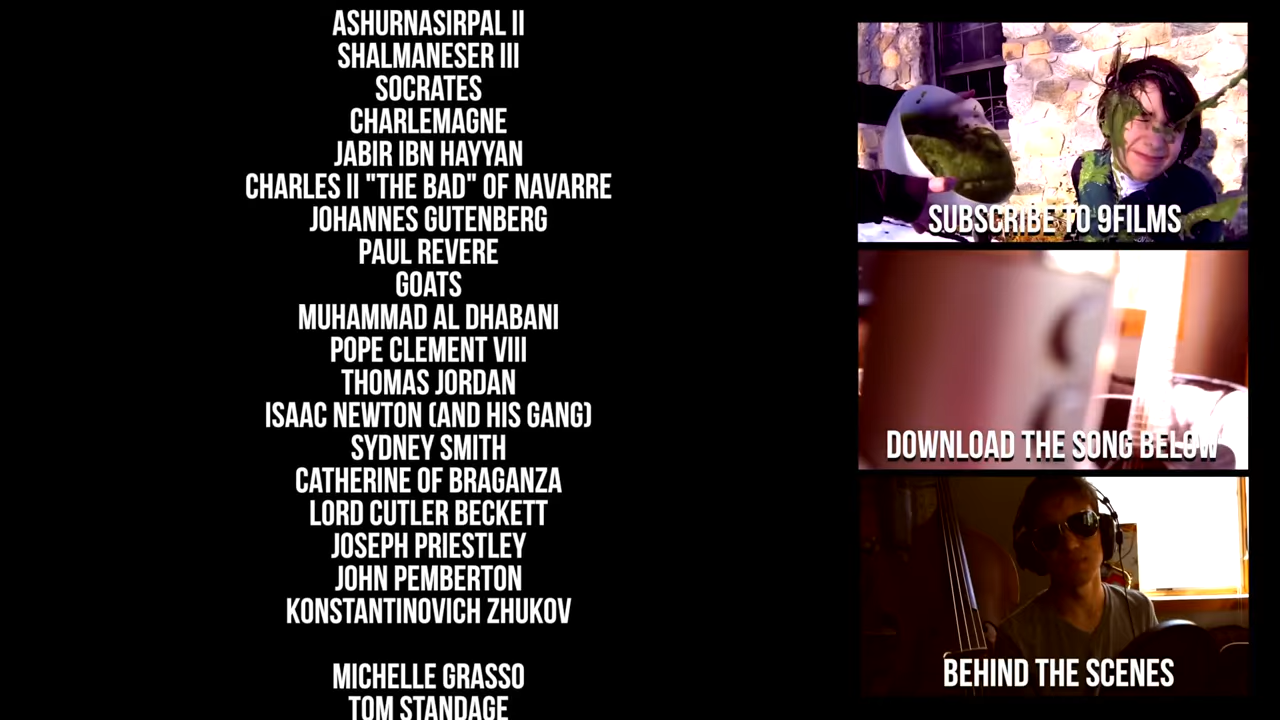 ASHURNASIRPAL II
SHALMANESER III
SOCRATES
CHARLEMAGNE
JABIR IBN HAYYAN
CHARLES II "THE BAD" OF NAVARRE
JOHANNES GUTENBERG
PAUL REVERE
GOATS
MUHAMMAD AL DHABANI
POPE CLEMENT VIII
THOMAS JORDAN
ISAAC NEWTON (AND HIS GANG)
SYDNEY SMITH
CATHERINE OF BRAGANZA
LORD CUTLER BECKETT
JOSEPH PRIESTLEY
JOHN PEMBERTON
KONSTANTINOVICH ZHUKOV
MICHELLE GRASSO
TOM STANDAGE
SUBSCRIBE TO 9FILMS
DOWNLOAD THE SONG BELOW
BEHIND THE SCENES